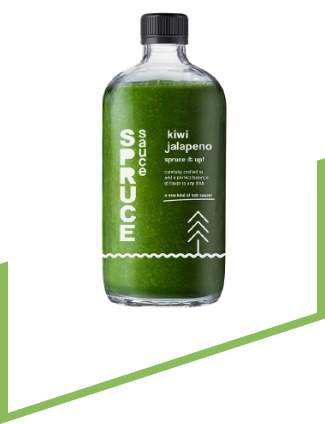 SPRUCE
sauce
kiwi
jalapeno
spruce it up!
carefully crafted to
add a perfect balance
of flavor to any dish
a new kind of hot sauce!